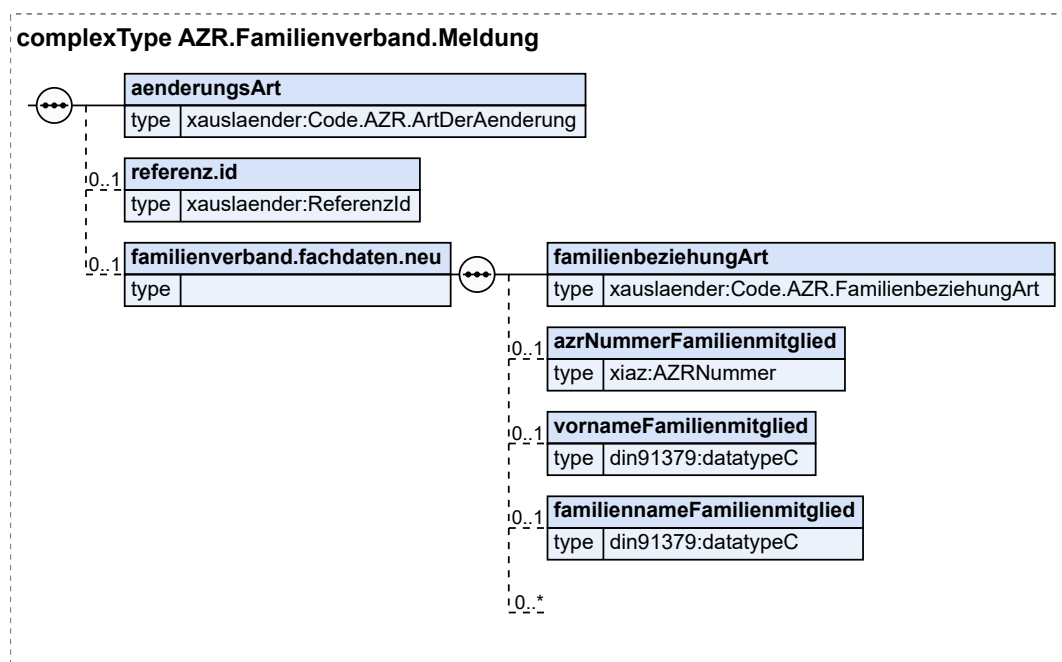 complexType AZR.Familienverband.Meldung
aenderungsArt
type xauslaender:Code.AZR.ArtDerAenderung
0..1
referenz.id
type xauslaender:ReferenzId
0..1
familienverband.fachdaten.neu
type
familienbeziehungArt
type xauslaender:Code.AZR.FamilienbeziehungArt
0..1
azrNummerFamilienmitglied
type xiaz:AZRNummer
0..1
vornameFamilienmitglied
type din91379:datatypeC
0..1
familiennameFamilienmitglied
type din91379:datatypeC
0..*